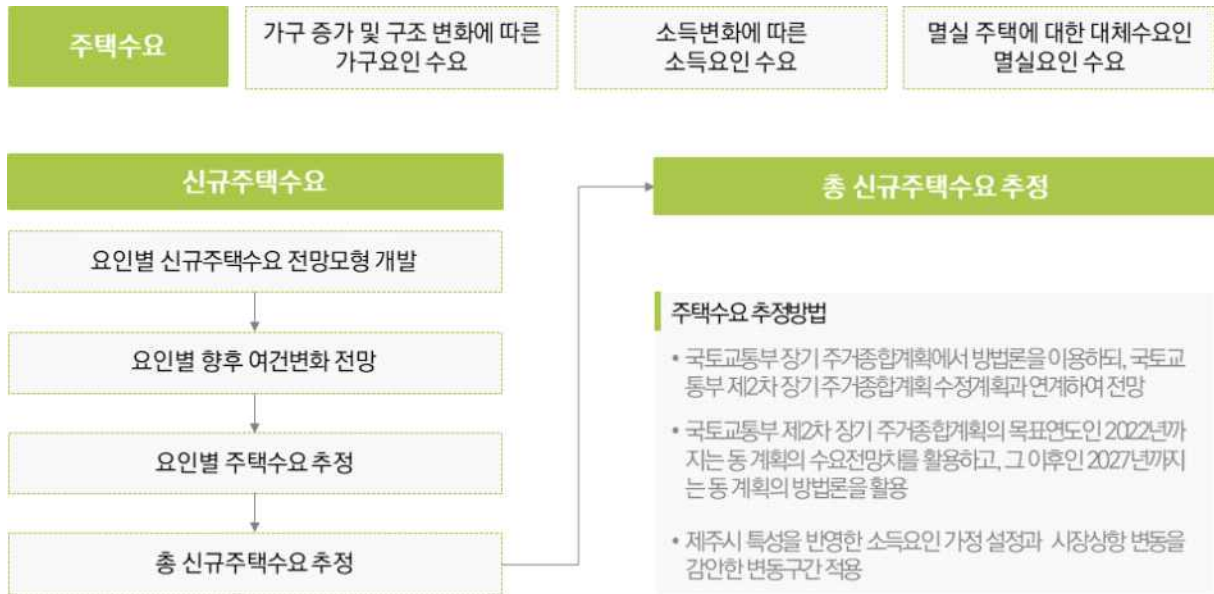 주택수요
가구 증가 및 구조 변화에 따른
가구요인 수요
소득변화에 따른
소득요인 수요
멸실 주택에 대한 대체수요인
멸실요인 수요
신규주택수요
요인별 신규주택수요 전망모형 개발
요인별 향후 여건변화 전망
요인별 주택수요 추정
총 신규주택수요 추정
총 신규주택수요 추정
주택수요 추정방법
• 국토교통부 장기 주거종합계획에서 방법론을 이용하되, 국토교
통부 제2차 장기 주거종합계획 수정계획과 연계하여 전망
• 국토교통부 제2차 장기 주거종합계획의 목표연도인 2022년까
지는 동 계획의 수요전망치를 활용하고, 그 이후인 2027년까지
는 동 계획의 방법론을 활용
• 제주시 특성을 반영한 소득요인 가정 설정과 시장상항 변동을
감안한 변동구간 적용